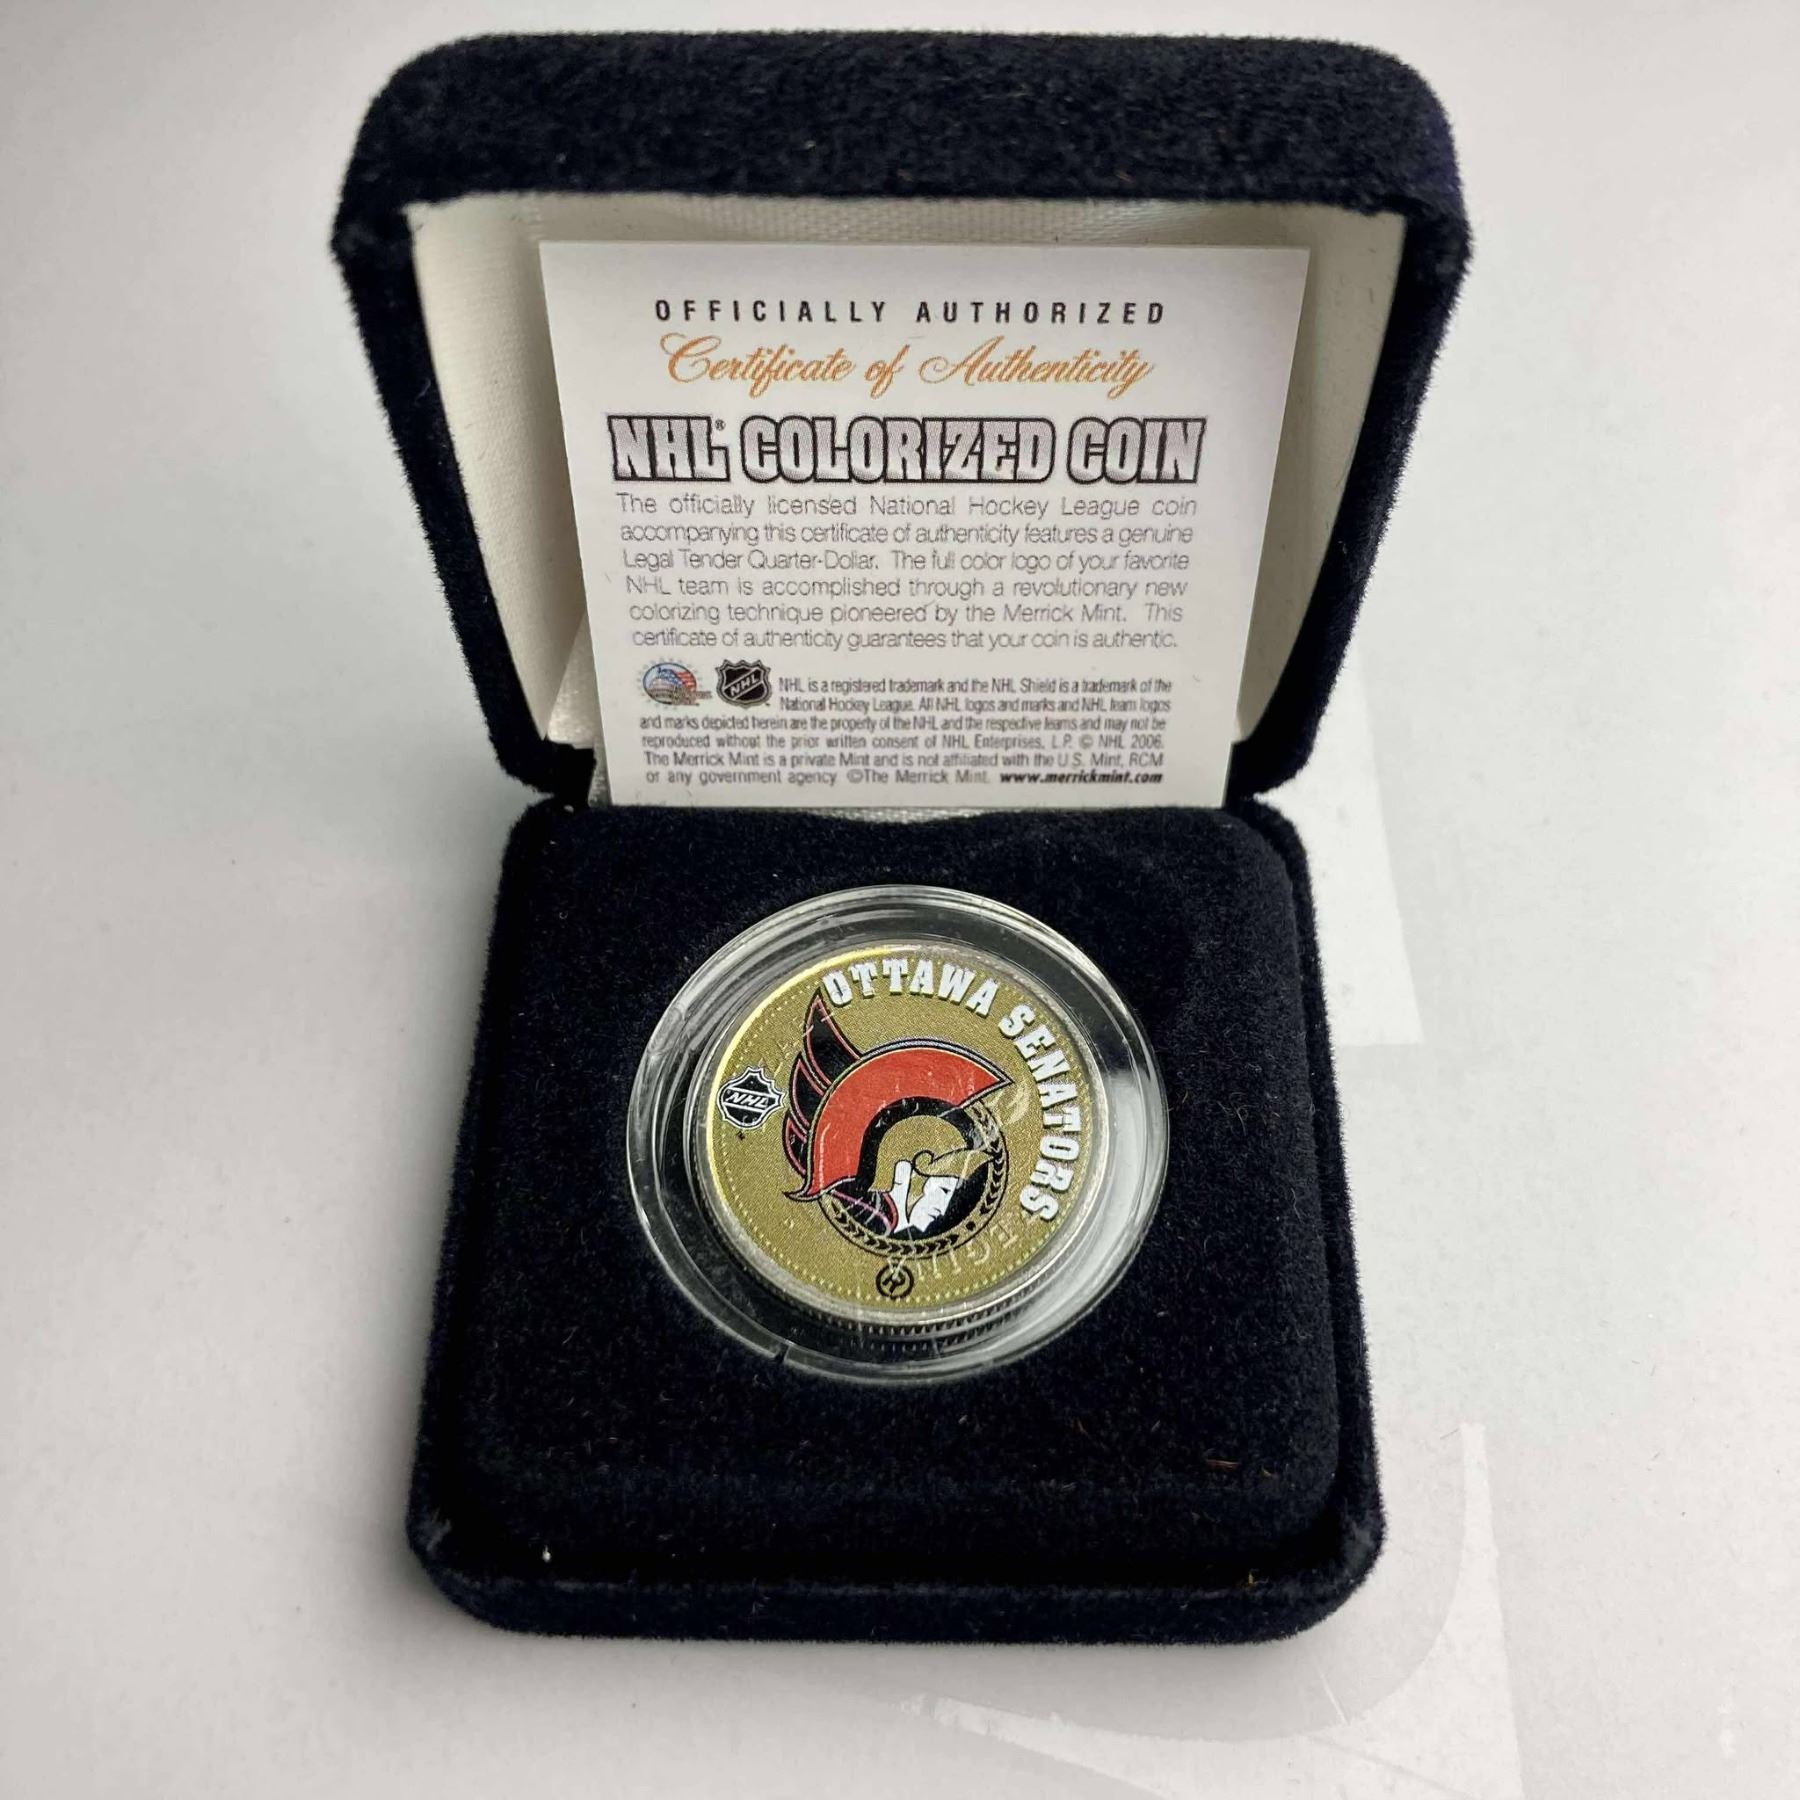 OFFICIALLY AUTHORIZED
Certificate of Authenticity
NHL® COLORIZED COIN
The officially licensed National Hockey League coin
accompanying this certificate of authenticity features a genuine
Legal Tender Quarter-Dollar. The full color logo of your favorite
NHL team is accomplished through a revolutionary new
colorizing technique pioneered by the Merrick Mint. This
certificate of authenticity guarantees that your coin is authentic.
NHL
NHL is a registered trademark and the NHL Shield is a trademark of the
National Hockey League. All NHL logos and marks and NHL team logos
and marks depicted herein are the property of the NHL and the respective teams and may not be
reproduced without the prior written consent of NHL Enterprises, L.P. © NHL 2006.
The Merrick Mint is a private Mint and is not affiliated with the U.S. Mint, RCM
or any government agency ©The Merrick Mint. www.merrickmint.com
OTTAWA SENATORS
NHL